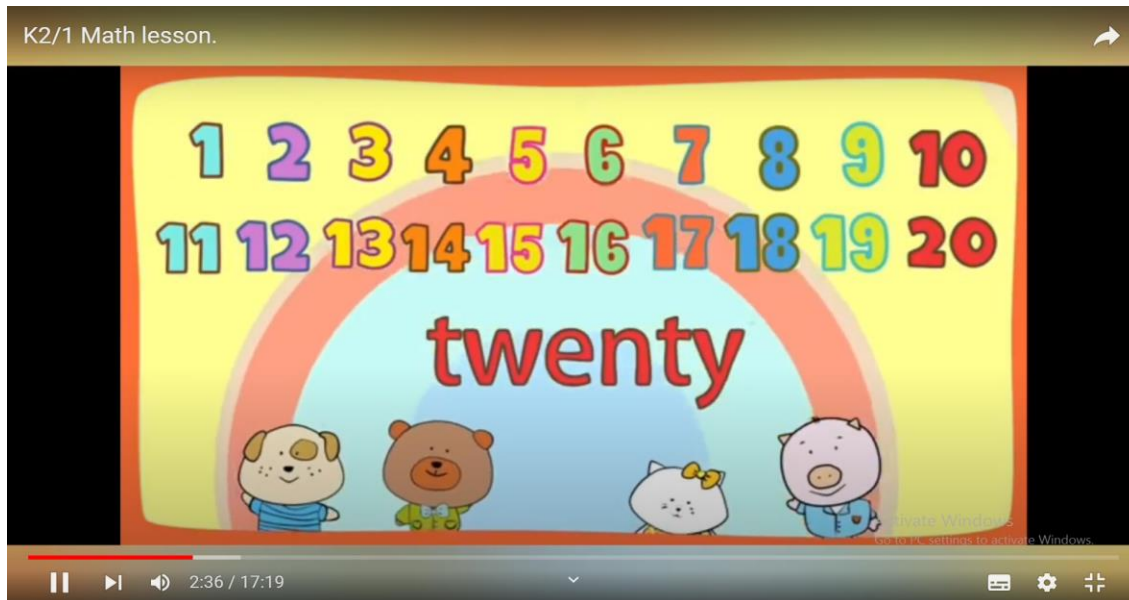 K2/1 Math lesson.
1 2 3 4 5 6 7 8 9 10
11 12 13 14 15 16 17 18 19 20
twenty
Activate Windows
Go to PC settings to activate Windows.
2:36 / 17:19